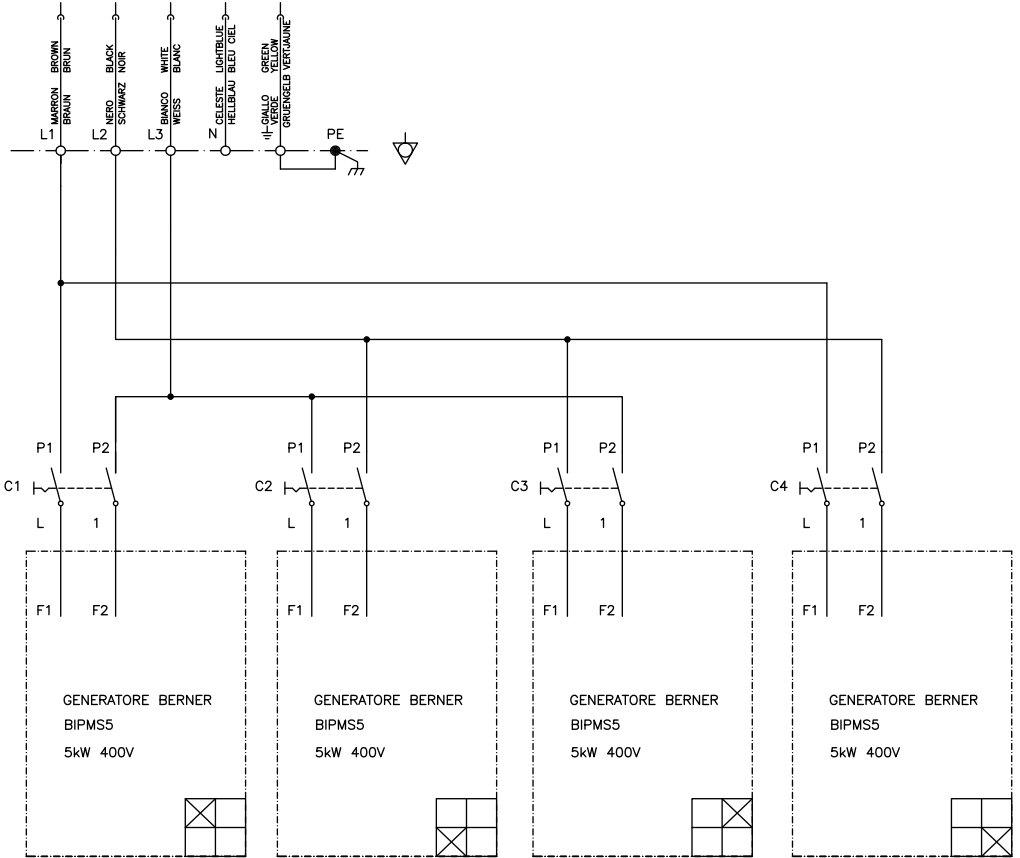 MARRON BROWN
BRAUN BRUN
NERO BLACK
SCHWARZ NOIR
BIANCO WHITE
WEISS BLANC
CELESTE LIGHTBLUE
HELLBLAU BLEU CIEL
GIALLO GREEN
VERDE YELLOW
GRUENGELB VERTJAUNE
L1 L2 L3 N PE
P1 P2 P1 P2 P1 P2 P1 P2
C1 C2 C3 C4
L 1 L 1 L 1 L 1
F1 F2 F1 F2 F1 F2 F1 F2
GENERATORE BERNER
BIPMS5
5kW 400V
GENERATORE BERNER
BIPMS5
5kW 400V
GENERATORE BERNER
BIPMS5
5kW 400V
GENERATORE BERNER
BIPMS5
5kW 400V